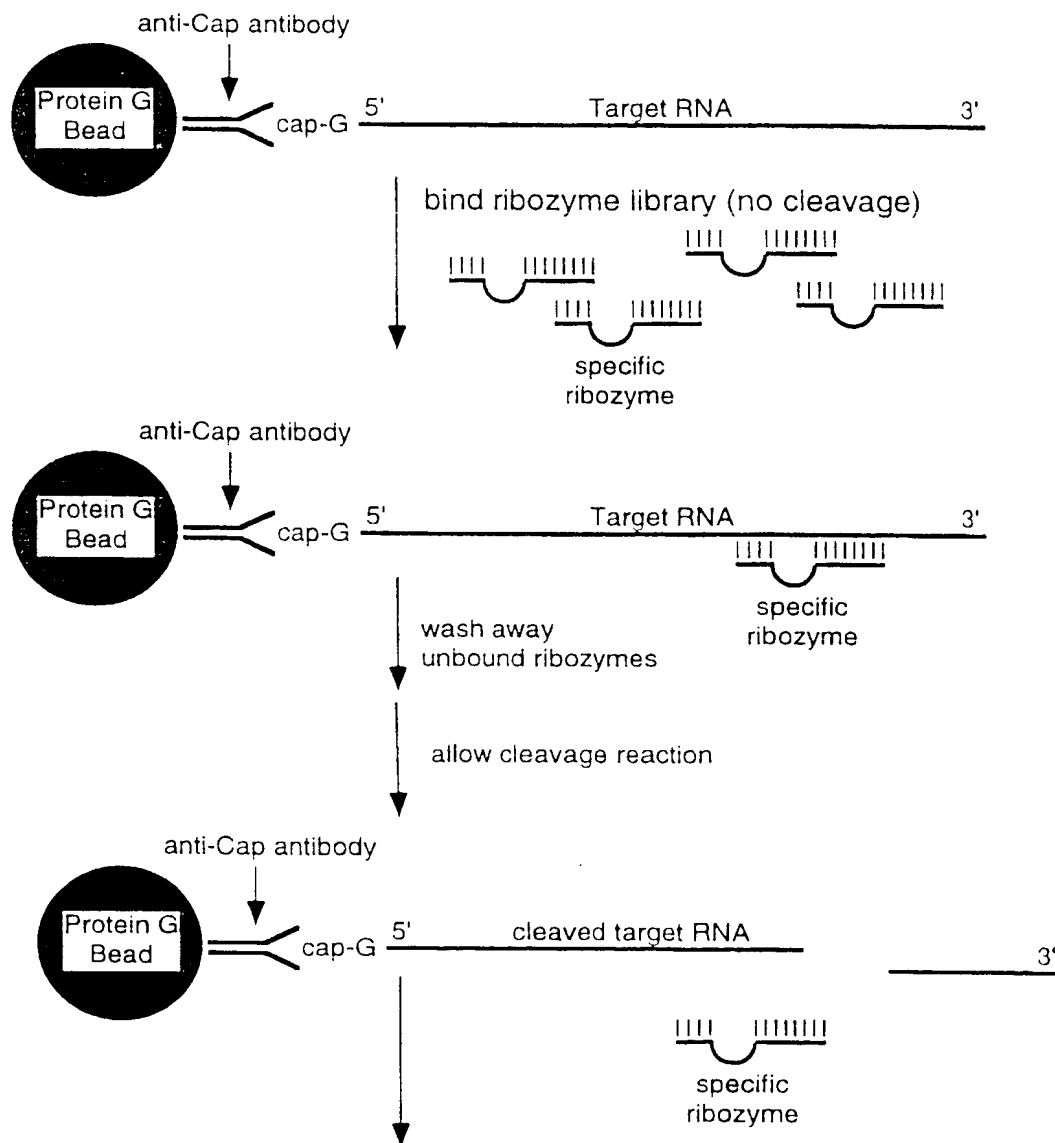 anti-Cap antibody
Protein G
Bead
cap-G
5'
Target RNA
3'
bind ribozyme library (no cleavage)
specific
ribozyme
anti-Cap antibody
Protein G
Bead
cap-G
5'
Target RNA
3'
specific
ribozyme
wash away
unbound ribozymes
allow cleavage reaction
anti-Cap antibody
Protein G
Bead
cap-G
5'
cleaved target RNA
3'
specific
ribozyme